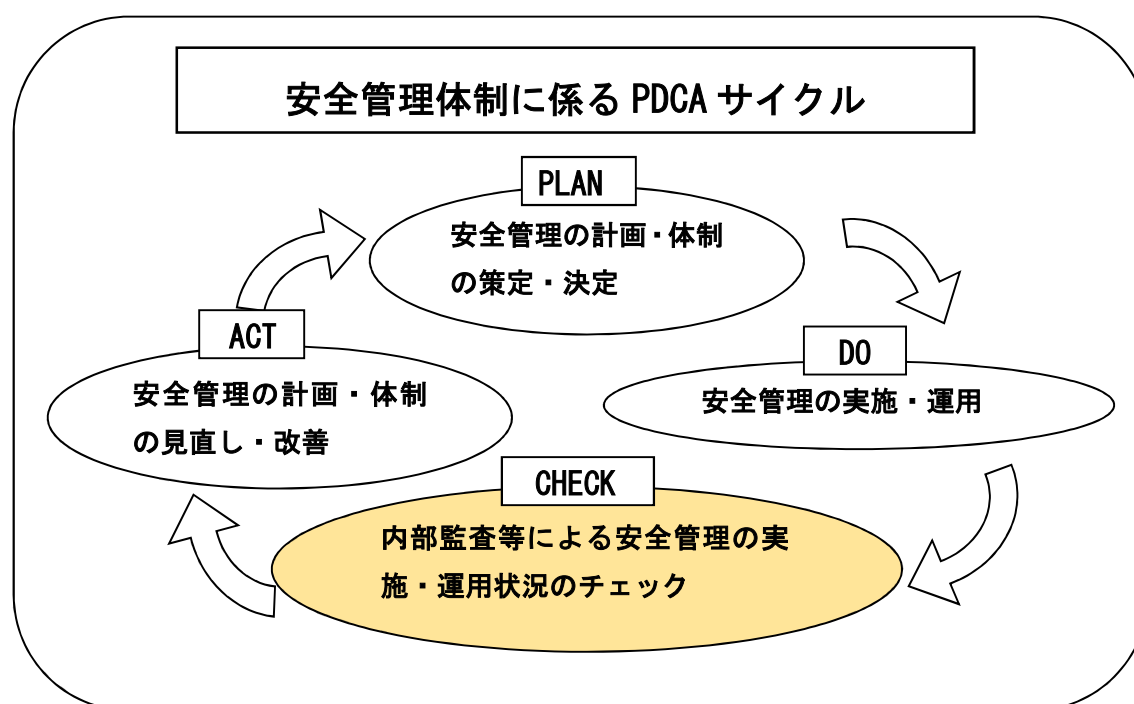 安全管理体制に係る PDCA サイクル
PLAN
安全管理の計画・体制
の策定・決定
DO
安全管理の実施・運用
CHECK
内部監査等による安全管理の実
施・運用状況のチェック
ACT
安全管理の計画・体制
の見直し・改善